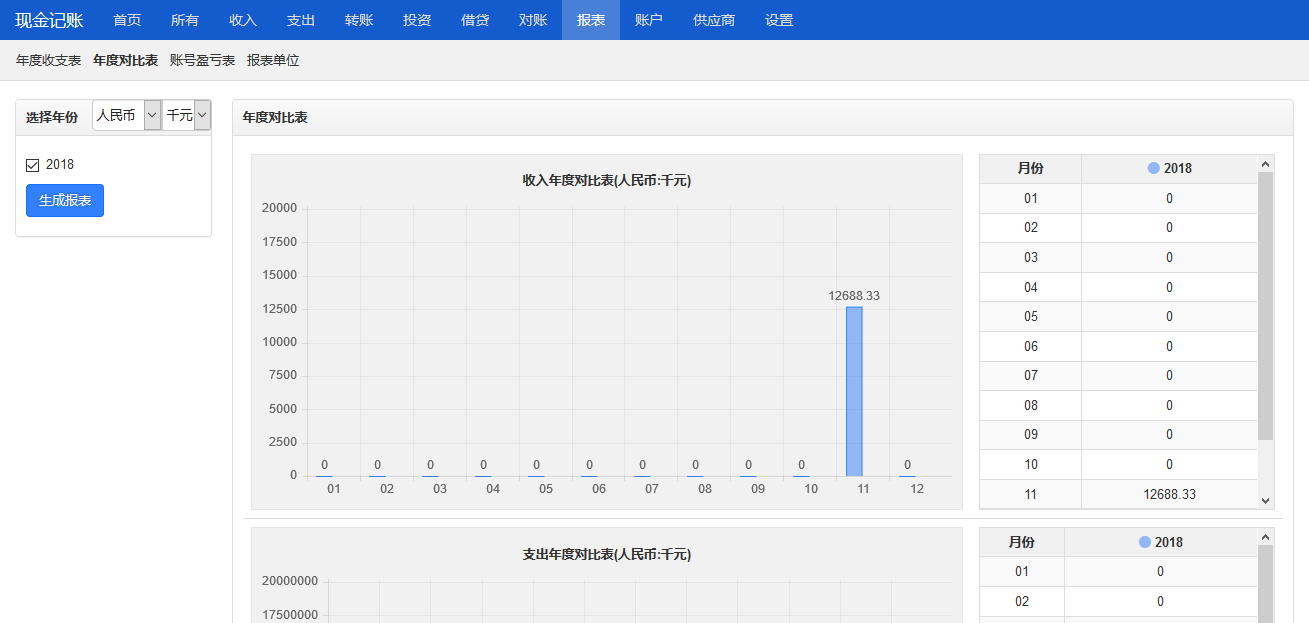 现金记账 首页 所有 收入 支出 转账 投资 借贷 对账 报表 账户 供应商 设置
年度收支表 年度对比表 账号盈亏表 报表单位
选择年份 人民币 千元
2018
生成报表
年度对比表
收入年度对比表(人民币:千元)
20000
17500
15000
12500
10000
7500
5000
2500
0
0 0 0 0 0 0 0 0 0 0 12688.33 0
01 02 03 04 05 06 07 08 09 10 11 12
月份 2018
01 0
02 0
03 0
04 0
05 0
06 0
07 0
08 0
09 0
10 0
11 12688.33
支出年度对比表(人民币:千元)
20000000
17500000
月份 2018
01 0
02 0